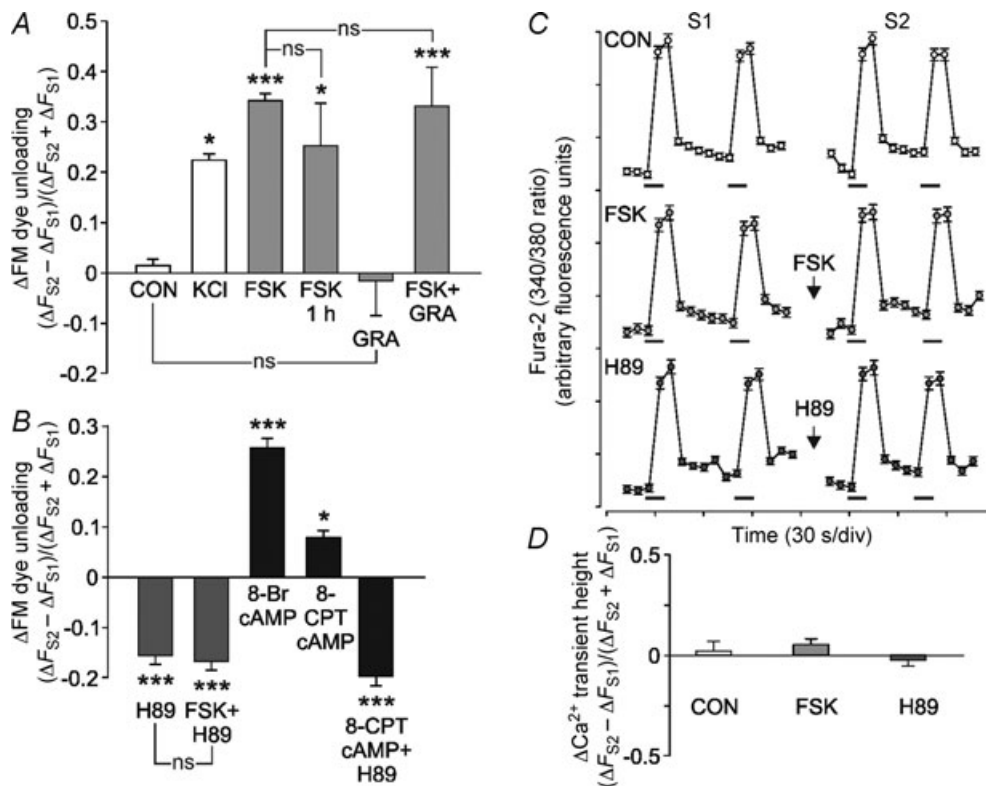 A
ΔFM dye unloading
(ΔF_S2 − ΔF_S1)/(ΔF_S2 + ΔF_S1)
0.4
0.3
0.2
0.1
0
-0.1
0.2
ns
ns
***
***
*
*
CON
KCl
FSK
FSK
1 h
GRA
FSK+
GRA
ns
B
ΔFM dye unloading
(ΔF_S2 − ΔF_S1)/(ΔF_S2 + ΔF_S1)
0.3
0.2
0.1
0
-0.1
-0.2
***
*
8-Br
cAMP
8-
CPT
cAMP
***
***
***
H89
FSK+
H89
8-CPT
cAMP+
H89
ns
C
S1
S2
CON
FSK
FSK
H89
H89
Fura-2 (340/380 ratio)
(arbitrary fluorescence units)
Time (30 s/div)
D
ΔCa²⁺ transient height
(ΔF_S2 − ΔF_S1)/(ΔF_S2 + ΔF_S1)
0.5
0
-0.5
CON
FSK
H89